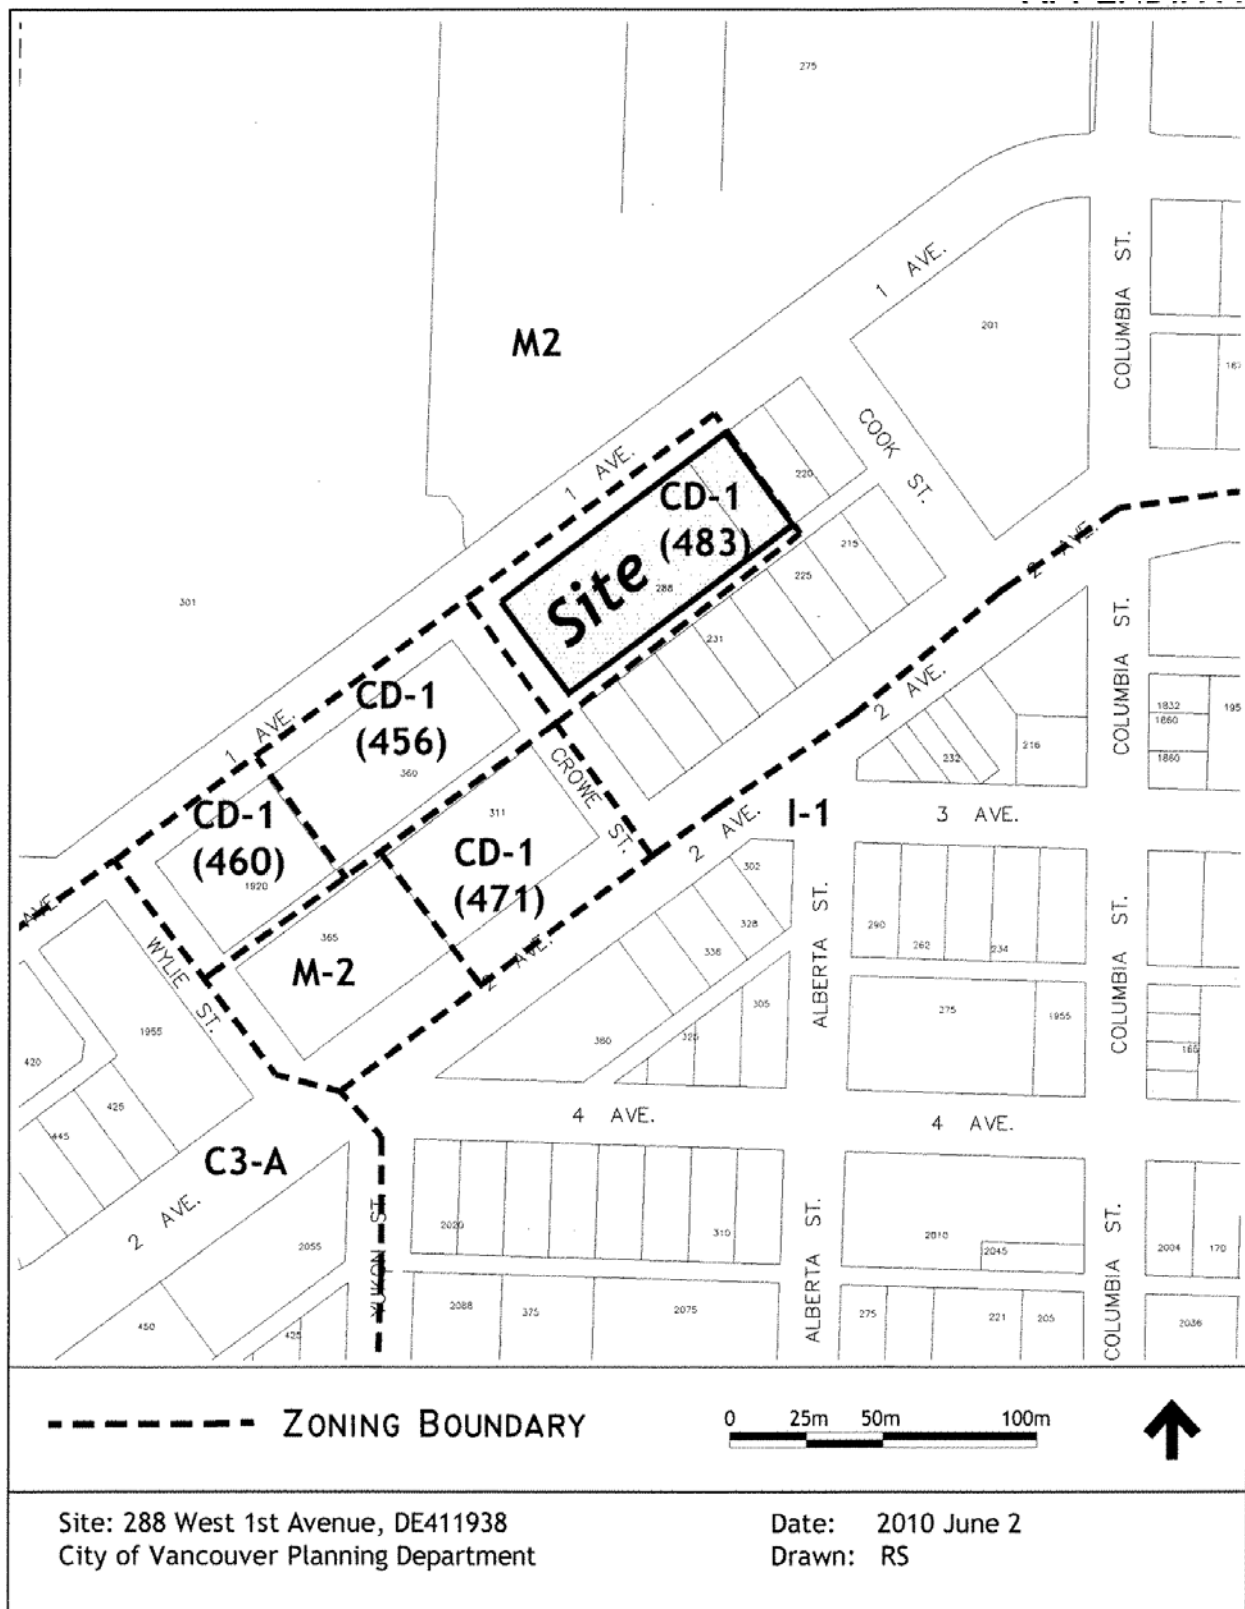 275
1 AVE.
COLUMBIA ST.
201
M2
COOK ST.
1 AVE.
220
CD-1
(483)
Site
288
215
225
231
2 AVE.
301
COLUMBIA ST.
2 AVE.
1832
1860
1860
195
232
216
CD-1
(456)
360
1 AVE.
CROWE ST.
311
I-1
3 AVE.
2 AVE.
CD-1
(460)
1920
CD-1
(471)
302
328
336
290
262
234
ALBERTA ST.
COLUMBIA ST.
AVE.
365
M-2
WYLIE ST.
2 AVE.
305
325
360
275
1955
1955
420
425
445
4 AVE.
4 AVE.
C3-A
2 AVE.
2055
YUKON ST.
2020
310
ALBERTA ST.
2010
2045
COLUMBIA ST.
2004
170
450
425
2088
375
2075
275
221
205
2036
ZONING BOUNDARY
0 25m 50m 100m
Site: 288 West 1st Avenue, DE411938
City of Vancouver Planning Department
Date: 2010 June 2
Drawn: RS